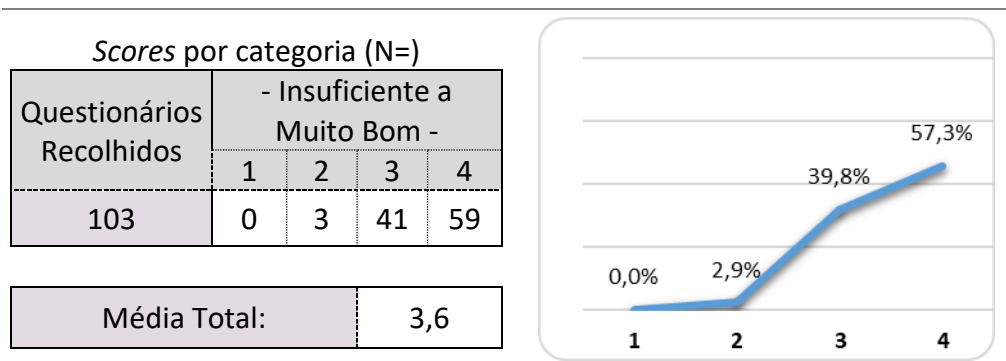 Scores por categoria (N=)
Questionários
Recolhidos
- Insuficiente a
Muito Bom -
1 2 3 4
103 0 3 41 59
Média Total: 3,6
57,3%
39,8%
2,9%
0,0%
1 2 3 4